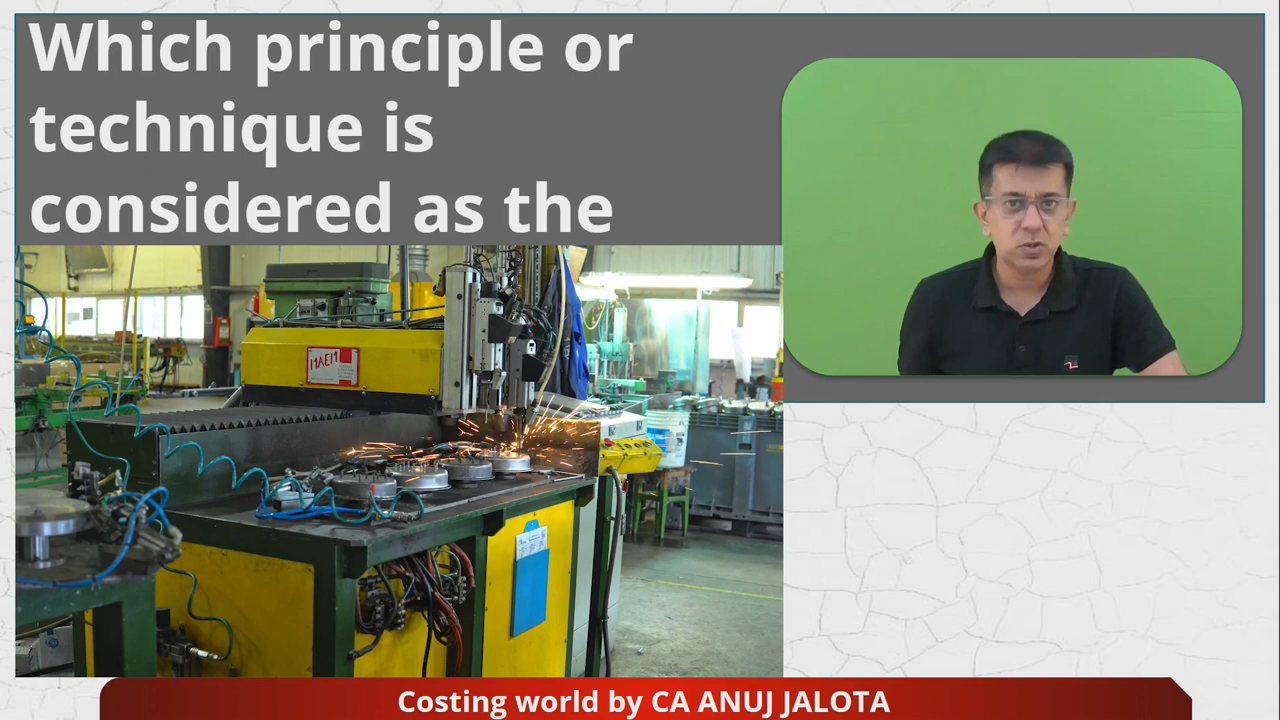 Which principle or
technique is
considered as the
MAEM
Costing world by CA ANUJ JALOTA